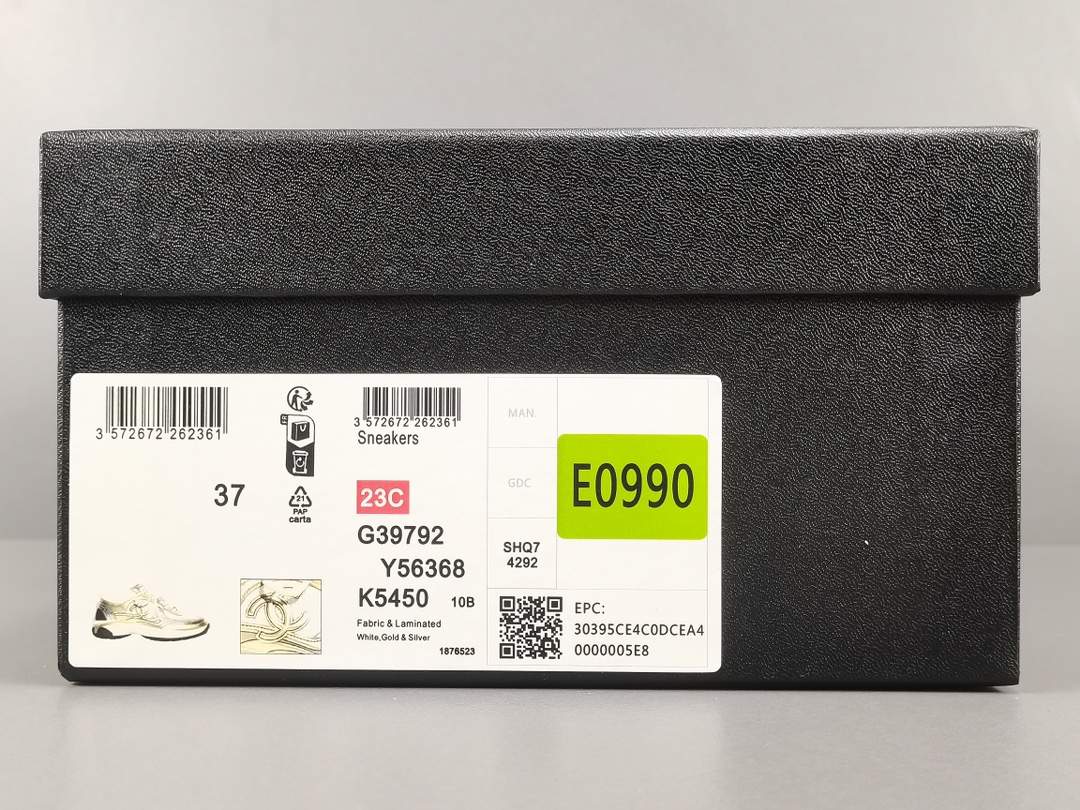 3 572672 262361
37
FR
21
PAP
carta
3 572672 262361
Sneakers
23C
G39792
Y56368
K5450 10B
Fabric & Laminated
White,Gold & Silver
1876523
MAN.
GDC
SHQ7
4292
E0990
EPC:
30395CE4C0DCEA4
0000005E8